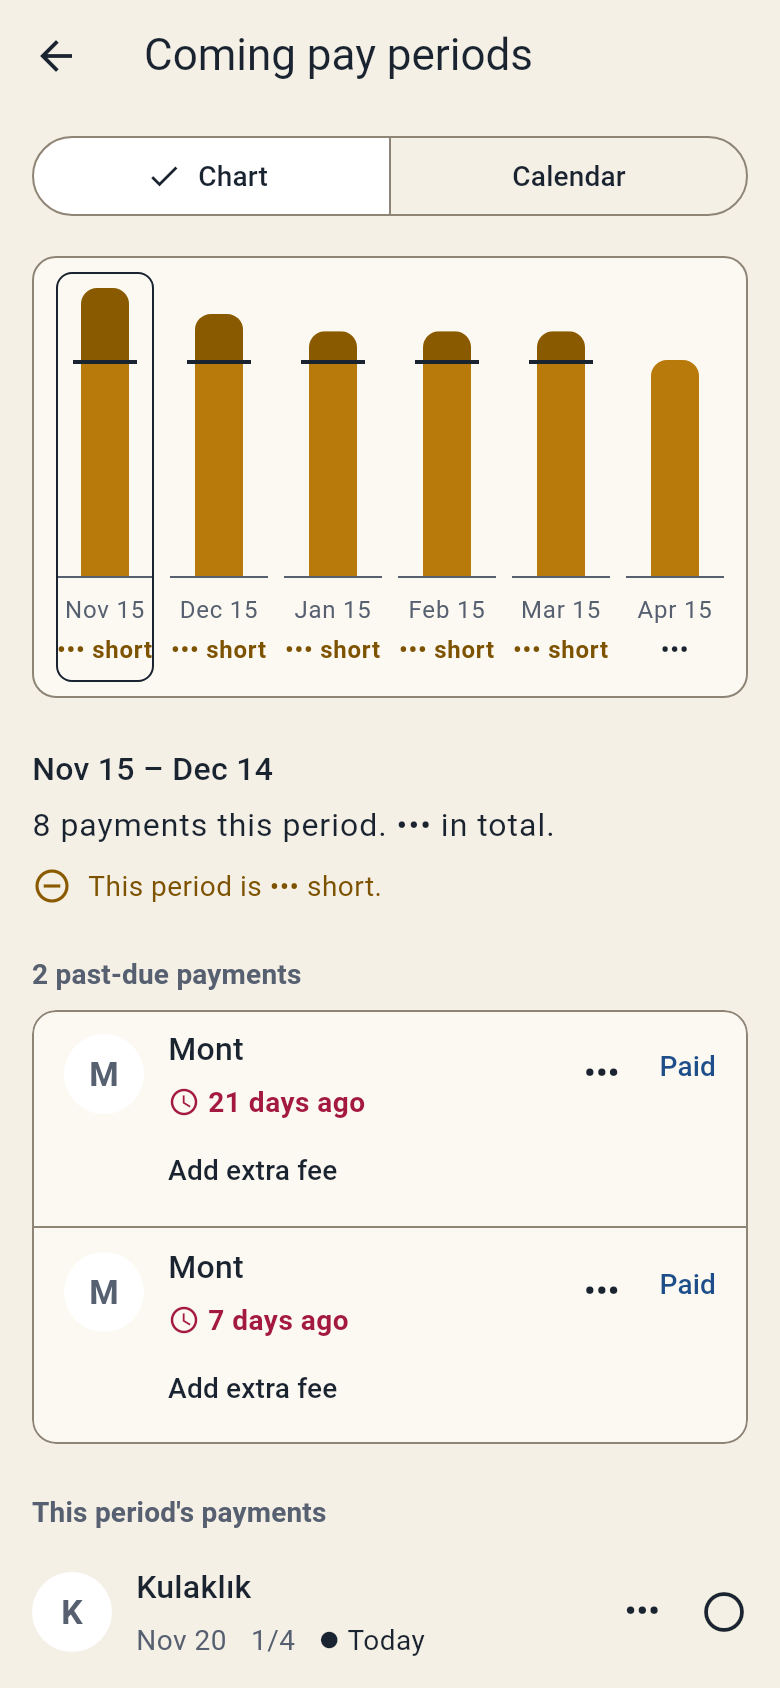 Coming pay periods
Chart
Calendar
Nov 15 Dec 15 Jan 15 Feb 15 Mar 15 Apr 15
••• short ••• short ••• short ••• short ••• short •••
Nov 15 – Dec 14
8 payments this period. ••• in total.
This period is ••• short.
2 past-due payments
M
Mont
••• Paid
21 days ago
Add extra fee
M
Mont
••• Paid
7 days ago
Add extra fee
This period's payments
K
Kulaklık
•••
Nov 20 1/4 ● Today